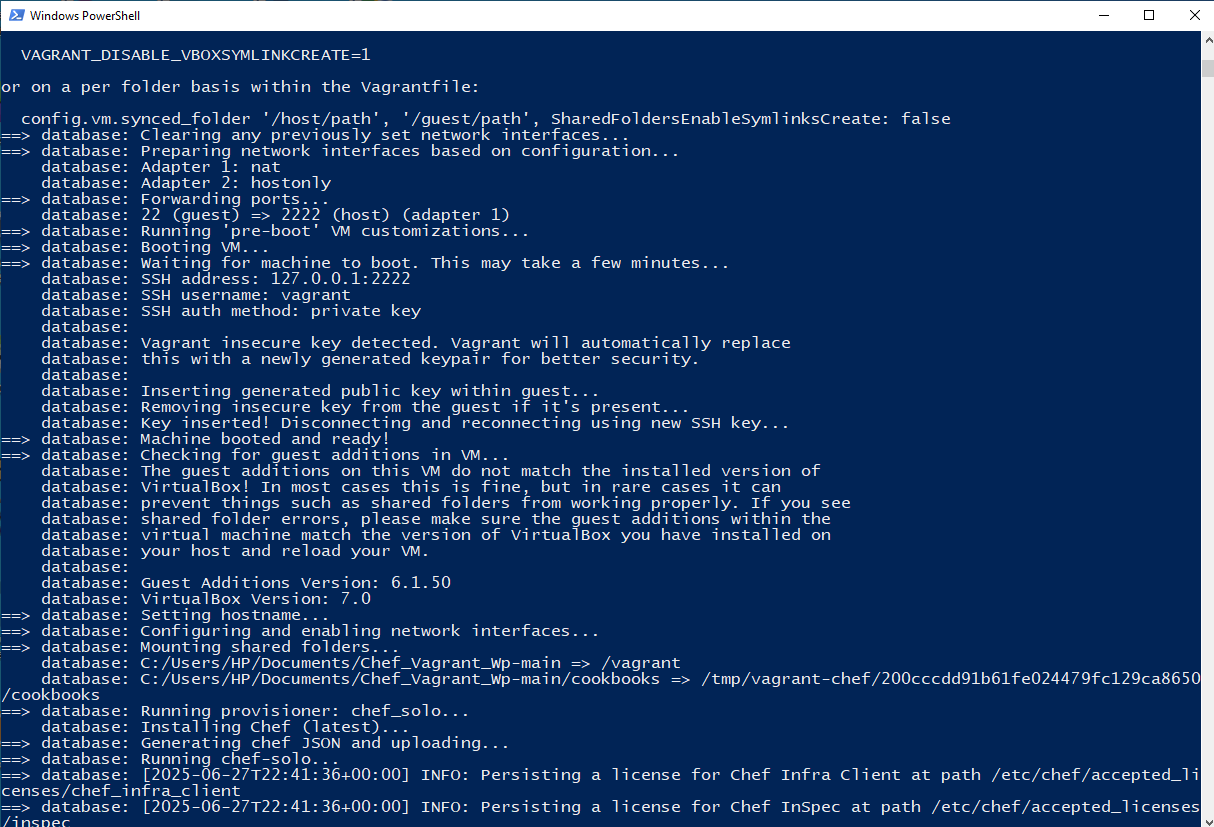 Windows PowerShell
  VAGRANT_DISABLE_VBOXSYMLINKCREATE=1
or on a per folder basis within the Vagrantfile:
  config.vm.synced_folder '/host/path', '/guest/path', SharedFoldersEnableSymlinksCreate: false
==> database: Clearing any previously set network interfaces...
==> database: Preparing network interfaces based on configuration...
    database: Adapter 1: nat
    database: Adapter 2: hostonly
==> database: Forwarding ports...
    database: 22 (guest) => 2222 (host) (adapter 1)
==> database: Running 'pre-boot' VM customizations...
==> database: Booting VM...
==> database: Waiting for machine to boot. This may take a few minutes...
    database: SSH address: 127.0.0.1:2222
    database: SSH username: vagrant
    database: SSH auth method: private key
    database:
    database: Vagrant insecure key detected. Vagrant will automatically replace
    database: this with a newly generated keypair for better security.
    database:
    database: Inserting generated public key within guest...
    database: Removing insecure key from the guest if it's present...
    database: Key inserted! Disconnecting and reconnecting using new SSH key...
==> database: Machine booted and ready!
==> database: Checking for guest additions in VM...
    database: The guest additions on this VM do not match the installed version of
    database: VirtualBox! In most cases this is fine, but in rare cases it can
    database: prevent things such as shared folders from working properly. If you see
    database: shared folder errors, please make sure the guest additions within the
    database: virtual machine match the version of VirtualBox you have installed on
    database: your host and reload your VM.
    database:
    database: Guest Additions Version: 6.1.50
    database: VirtualBox Version: 7.0
==> database: Setting hostname...
==> database: Configuring and enabling network interfaces...
==> database: Mounting shared folders...
    database: C:/Users/HP/Documents/Chef_Vagrant_Wp-main => /vagrant
    database: C:/Users/HP/Documents/Chef_Vagrant_Wp-main/cookbooks => /tmp/vagrant-chef/200cccdd91b61fe024479fc129ca8650
/cookbooks
==> database: Running provisioner: chef_solo...
    database: Installing Chef (latest)...
==> database: Generating chef JSON and uploading...
==> database: Running chef-solo...
==> database: [2025-06-27T22:41:36+00:00] INFO: Persisting a license for Chef Infra Client at path /etc/chef/accepted_li
censes/chef_infra_client
==> database: [2025-06-27T22:41:36+00:00] INFO: Persisting a license for Chef InSpec at path /etc/chef/accepted_licenses
/inspec